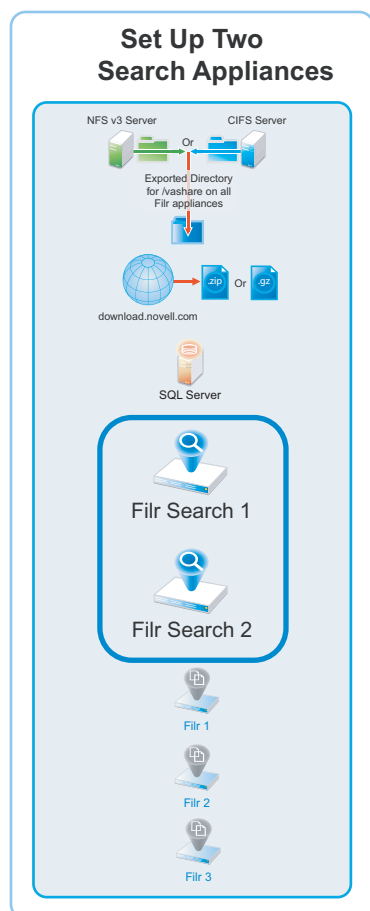 Set Up Two
Search Appliances
NFS v3 Server
CIFS Server
Or
Exported Directory
for /vashare on all
Filr appliances
.zip
Or
.gz
download.novell.com
SQL Server
Filr Search 1
Filr Search 2
Filr 1
Filr 2
Filr 3